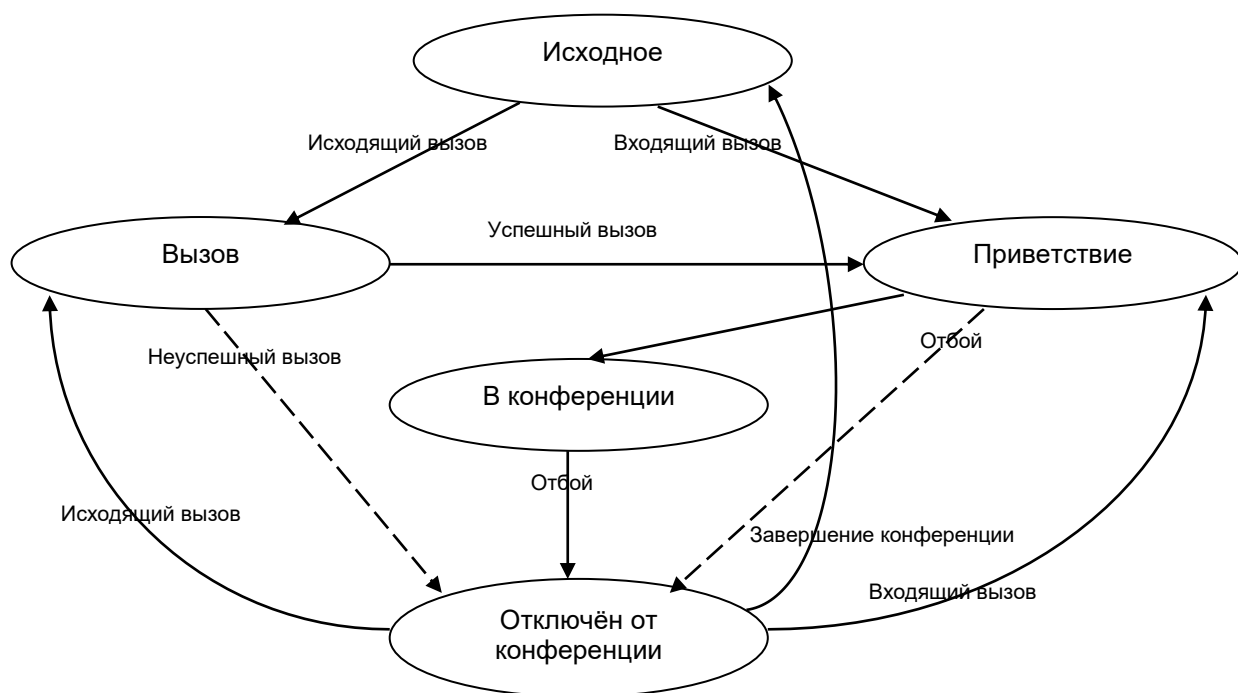 Исходное
Исходящий вызов
Входящий вызов
Успешный вызов
Вызов
Приветствие
Отбой
Неуспешный вызов
В конференции
Отбой
Исходящий вызов
Завершение конференции
Входящий вызов
Отключён от
конференции